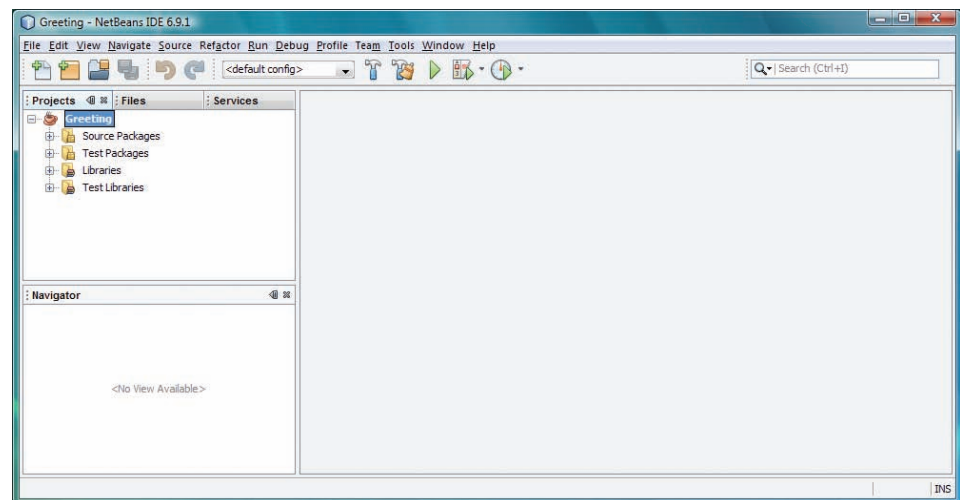 Greeting - NetBeans IDE 6.9.1
File Edit View Navigate Source Refactor Run Debug Profile Team Tools Window Help
<default config>
Search (Ctrl+I)
Projects Files Services
Greeting
Source Packages
Test Packages
Libraries
Test Libraries
Navigator
<No View Available>
INS